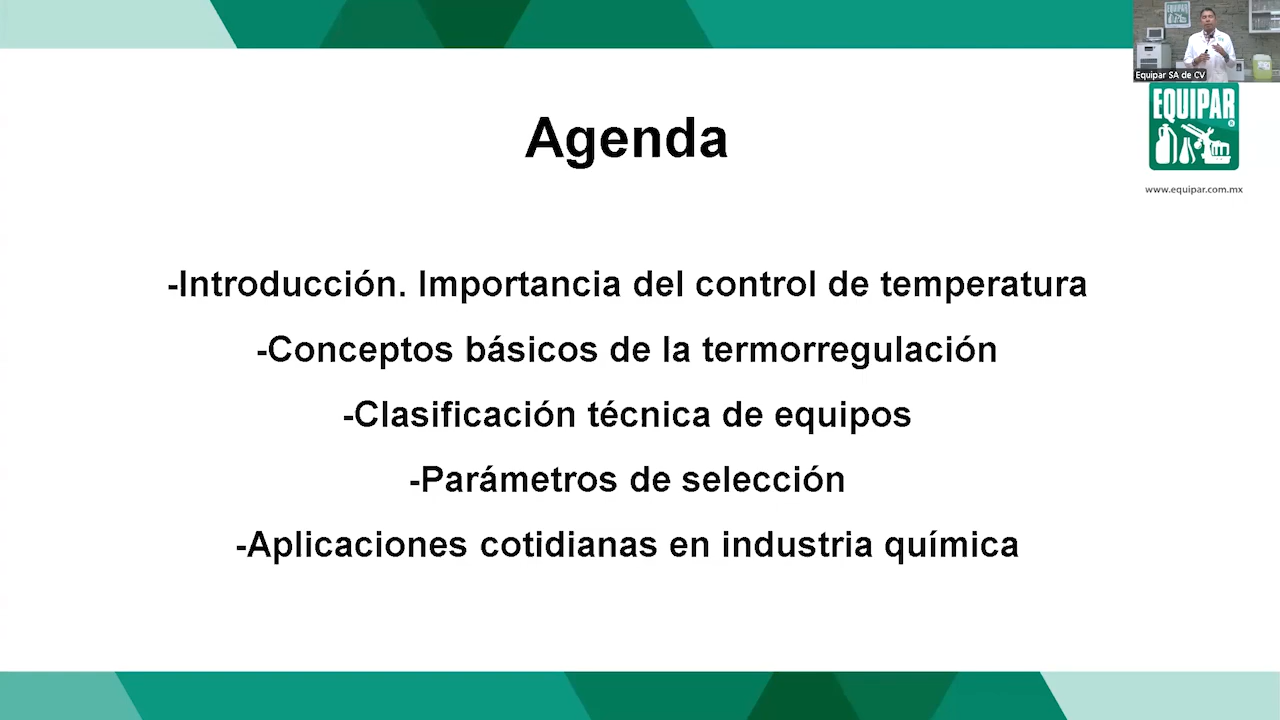 EQUIPAR
Equipar SA de CV
EQUIPAR
www.equipar.com.mx
Agenda
-Introducción. Importancia del control de temperatura
-Conceptos básicos de la termorregulación
-Clasificación técnica de equipos
-Parámetros de selección
-Aplicaciones cotidianas en industria química